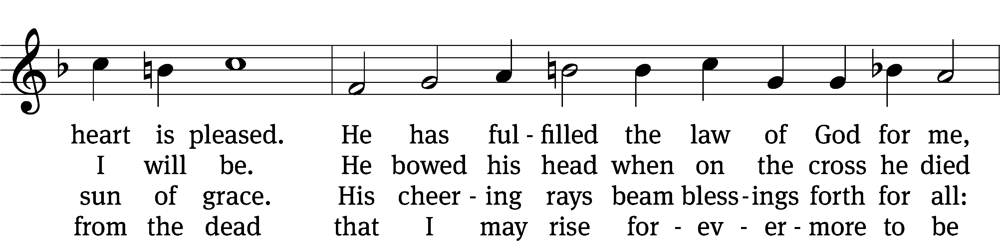 heart is pleased. He has ful - filled the law of God for me,
I will be. He bowed his head when on the cross he died
sun of grace. His cheer - ing rays beam bless - ings forth for all:
from the dead that I may rise for - ev - er - more to be